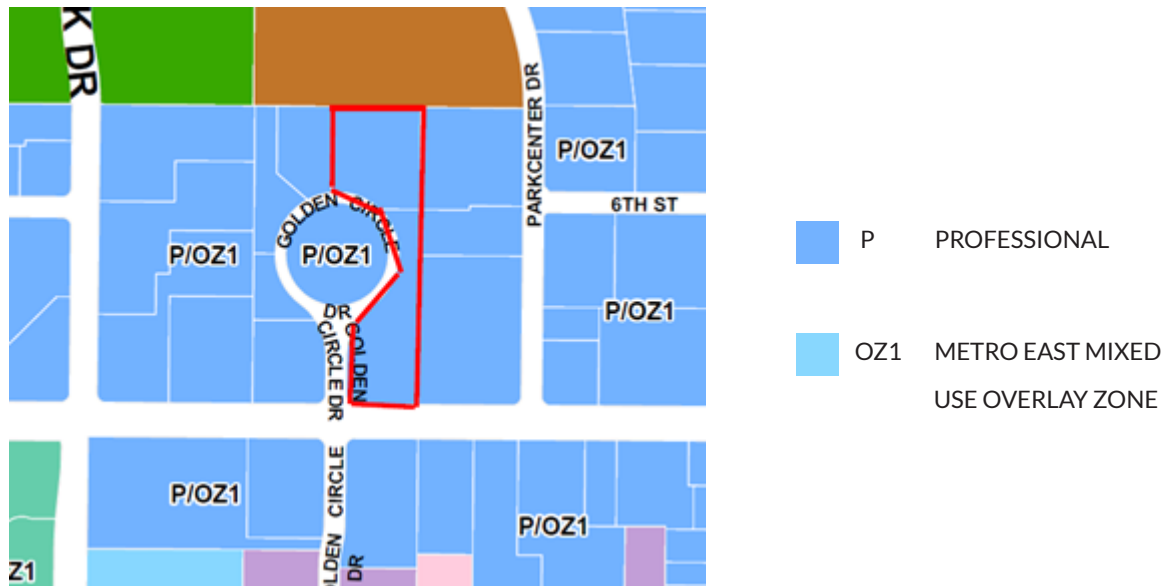 K DR
PARKCENTER DR
P/OZ1
6TH ST
GOLDEN CIRCLE
P/OZ1
P/OZ1
DR
GOLDEN
CIRCLE DR
P/OZ1
P PROFESSIONAL
OZ1 METRO EAST MIXED
USE OVERLAY ZONE
GOLDEN CIRCLE
DR
P/OZ1
P/OZ1
Z1